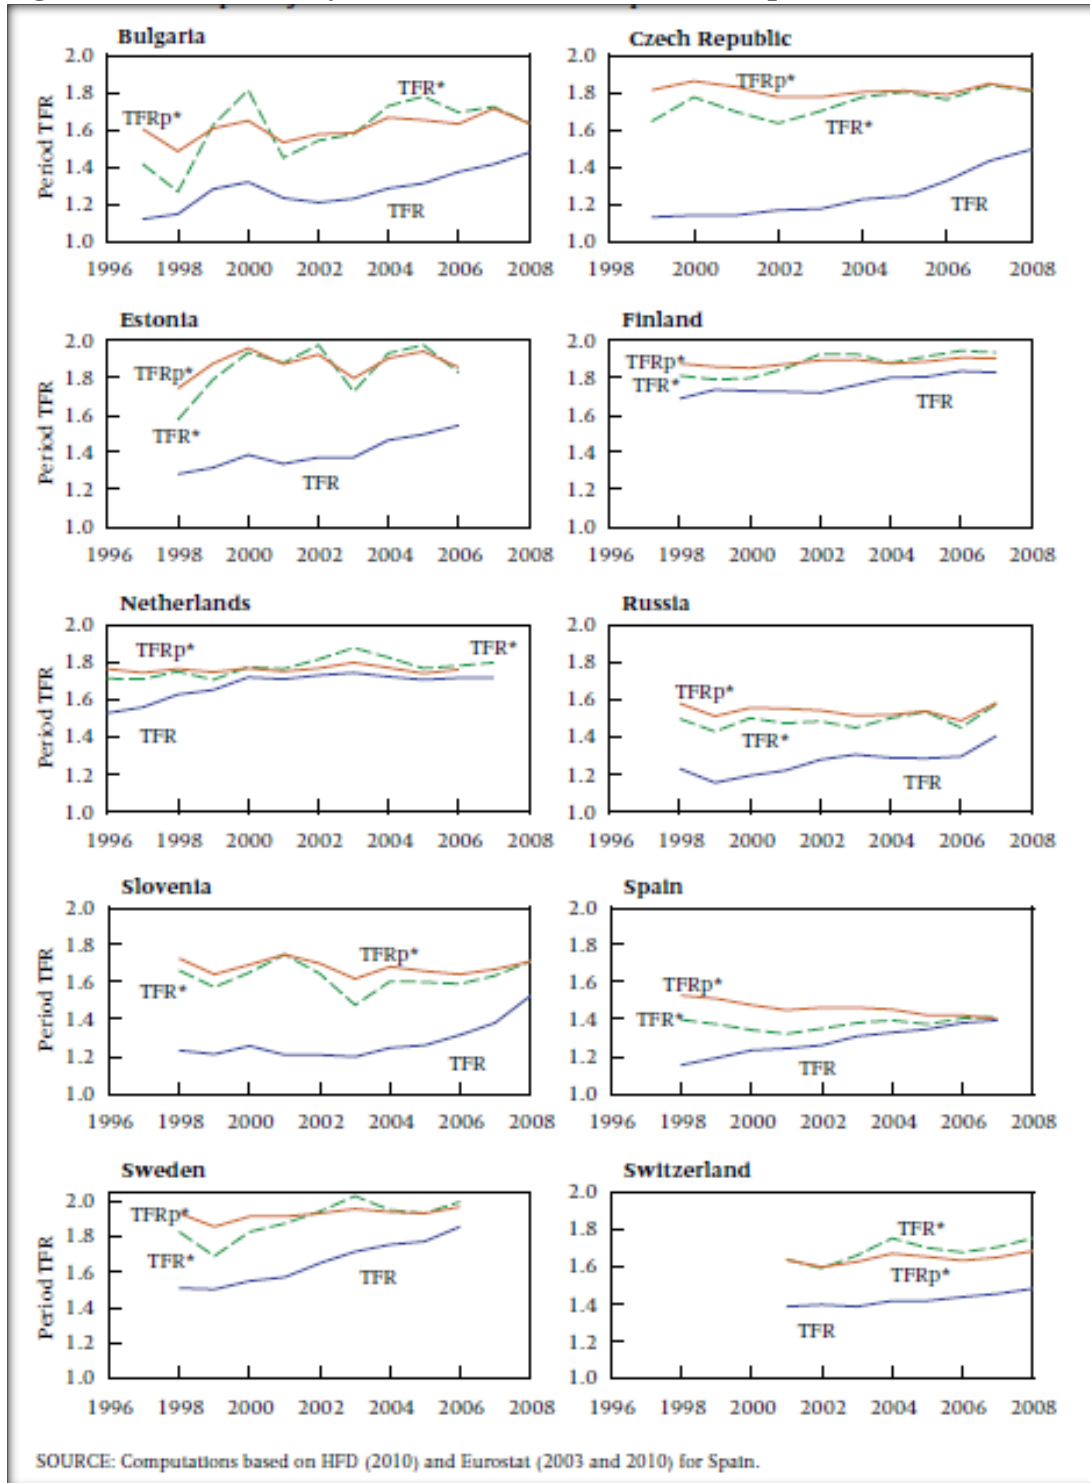 Bulgaria
2.0
1.8
1.6
1.4
1.2
1.0
Period TFR
TFRp*
TFR*
TFR
1996 1998 2000 2002 2004 2006 2008
Czech Republic
2.0
1.8
1.6
1.4
1.2
1.0
TFRp*
TFR*
TFR
1998 2000 2002 2004 2006 2008
Estonia
2.0
1.8
1.6
1.4
1.2
1.0
Period TFR
TFRp*
TFR*
TFR
1996 1998 2000 2002 2004 2006 2008
Finland
2.0
1.8
1.6
1.4
1.2
1.0
TFRp*
TFR*
TFR
1996 1998 2000 2002 2004 2006 2008
Netherlands
2.0
1.8
1.6
1.4
1.2
1.0
Period TFR
TFRp*
TFR*
TFR
1996 1998 2000 2002 2004 2006 2008
Russia
2.0
1.8
1.6
1.4
1.2
1.0
TFRp*
TFR*
TFR
1996 1998 2000 2002 2004 2006 2008
Slovenia
2.0
1.8
1.6
1.4
1.2
1.0
Period TFR
TFRp*
TFR*
TFR
1996 1998 2000 2002 2004 2006 2008
Spain
2.0
1.8
1.6
1.4
1.2
1.0
TFRp*
TFR*
TFR
1996 1998 2000 2002 2004 2006 2008
Sweden
2.0
1.8
1.6
1.4
1.2
1.0
Period TFR
TFRp*
TFR*
TFR
1996 1998 2000 2002 2004 2006 2008
Switzerland
2.0
1.8
1.6
1.4
1.2
1.0
TFR*
TFRp*
TFR
1996 1998 2000 2002 2004 2006 2008
SOURCE: Computations based on HFD (2010) and Eurostat (2003 and 2010) for Spain.